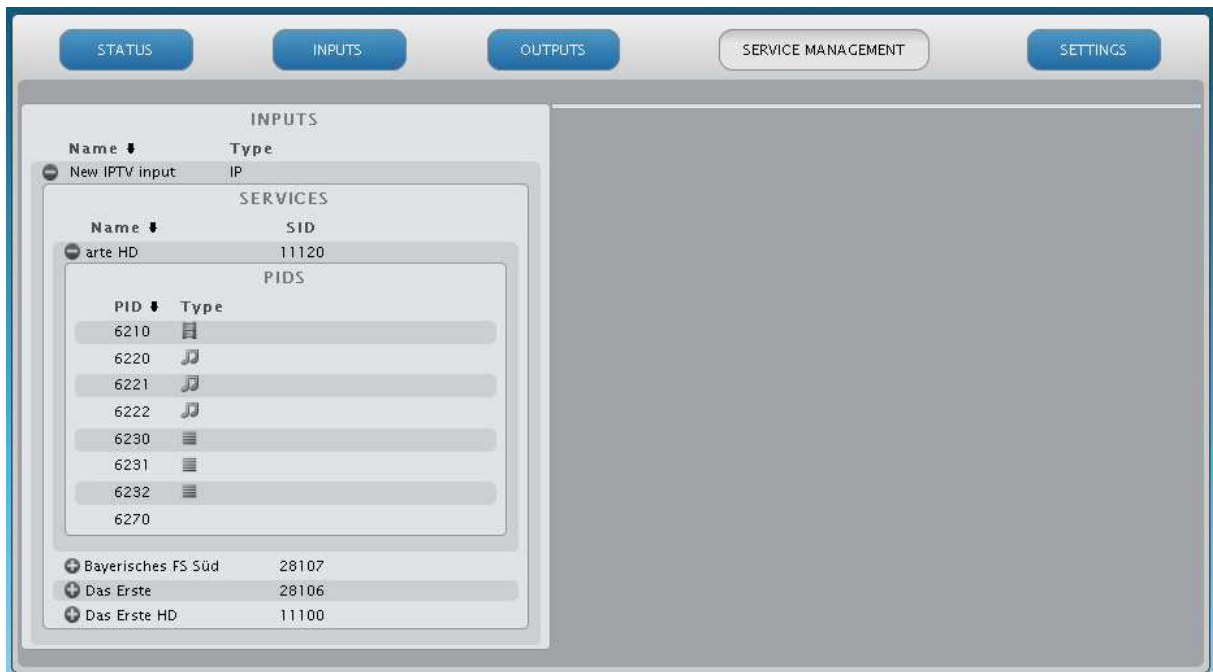 STATUS INPUTS OUTPUTS SERVICE MANAGEMENT SETTINGS
INPUTS
Name Type
New IPTV input IP
SERVICES
Name SID
arte HD 11120
PIDS
PID Type
6210
6220
6221
6222
6230
6231
6232
6270
Bayerisches FS Süd 28107
Das Erste 28106
Das Erste HD 11100